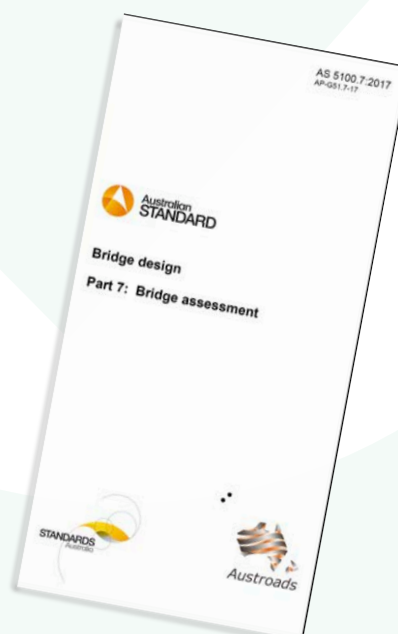 AS 5100.7:2017
AP-G51.7-17
Australian
STANDARD
Bridge design
Part 7: Bridge assessment
STANDARDS
Australia
Austroads